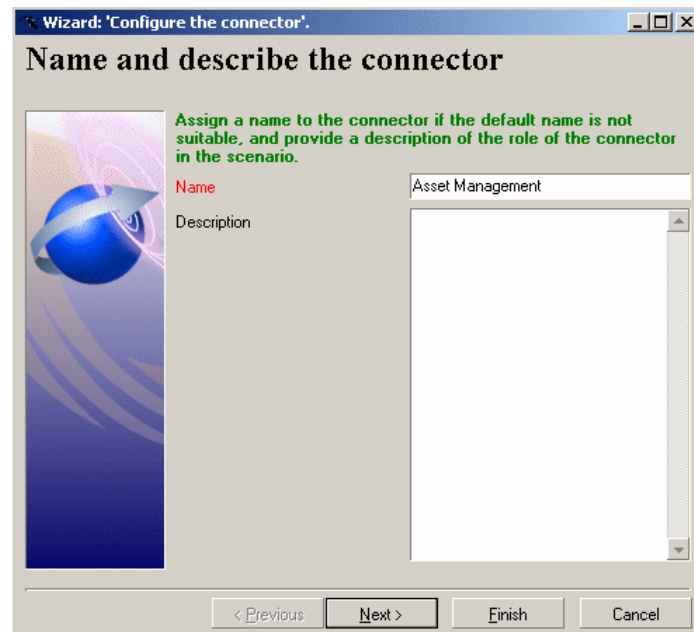 Wizard: 'Configure the connector'.
Name and describe the connector
Assign a name to the connector if the default name is not
suitable, and provide a description of the role of the connector
in the scenario.
Name
Asset Management
Description
< Previous
Next >
Finish
Cancel